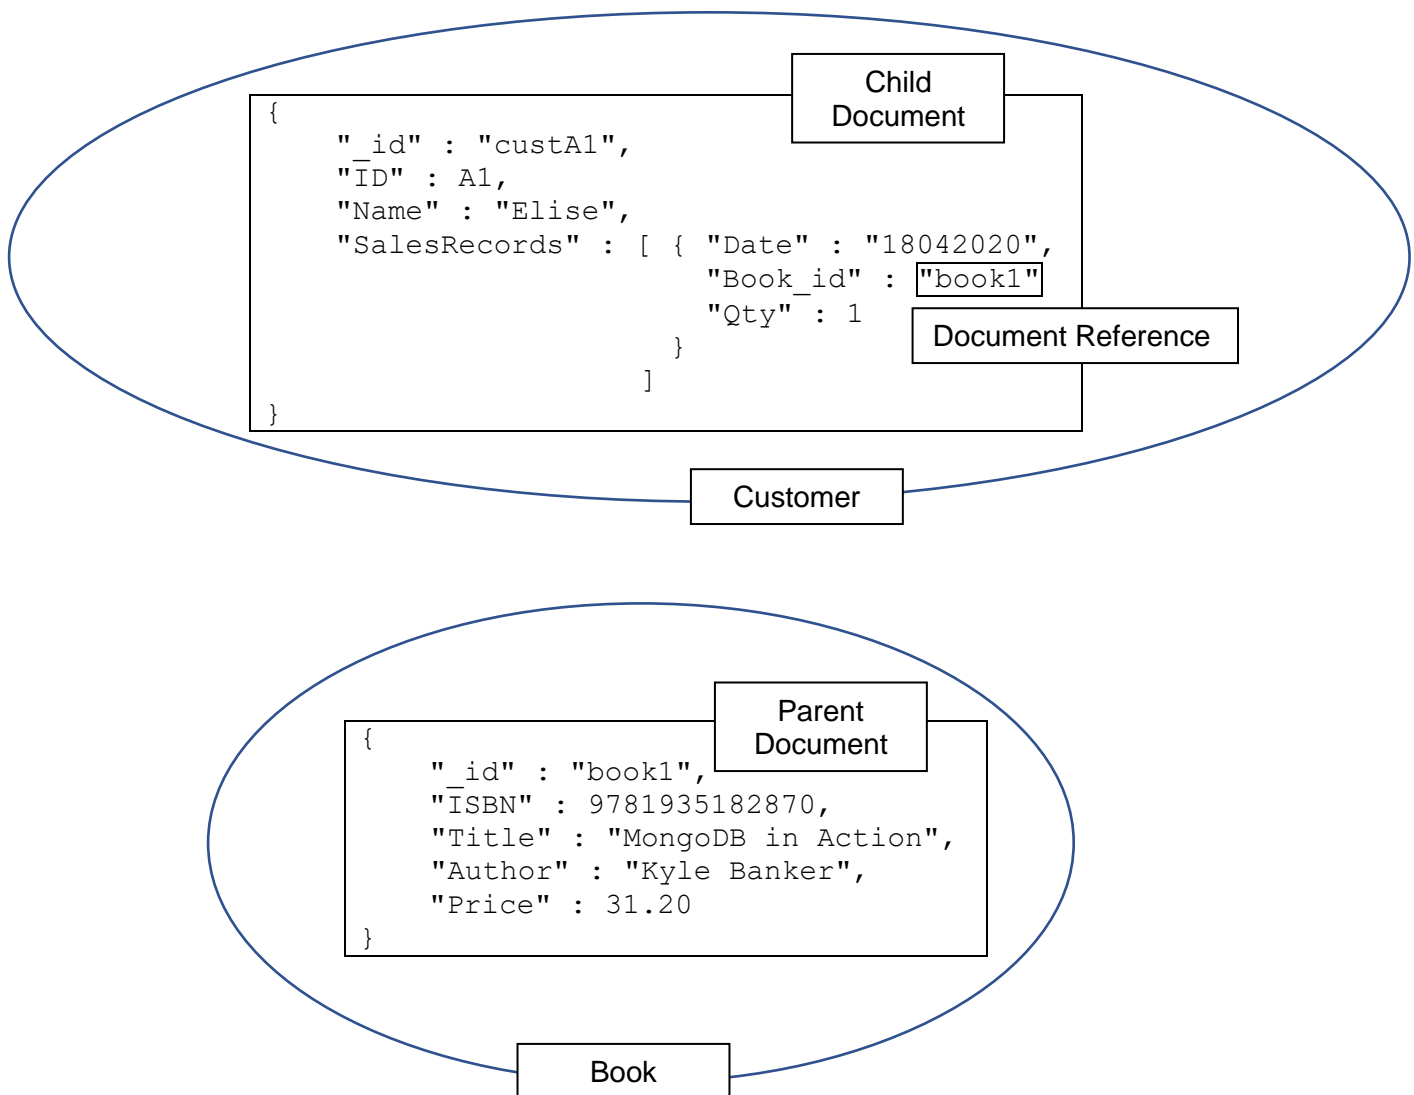 Child
Document
{
"_id" : "custA1",
"ID" : A1,
"Name" : "Elise",
"SalesRecords" : [ { "Date" : "18042020",
"Book_id" : "book1"
"Qty" : 1
Document Reference
}
]
}
Customer
Parent
Document
{
"_id" : "book1",
"ISBN" : 9781935182870,
"Title" : "MongoDB in Action",
"Author" : "Kyle Banker",
"Price" : 31.20
}
Book